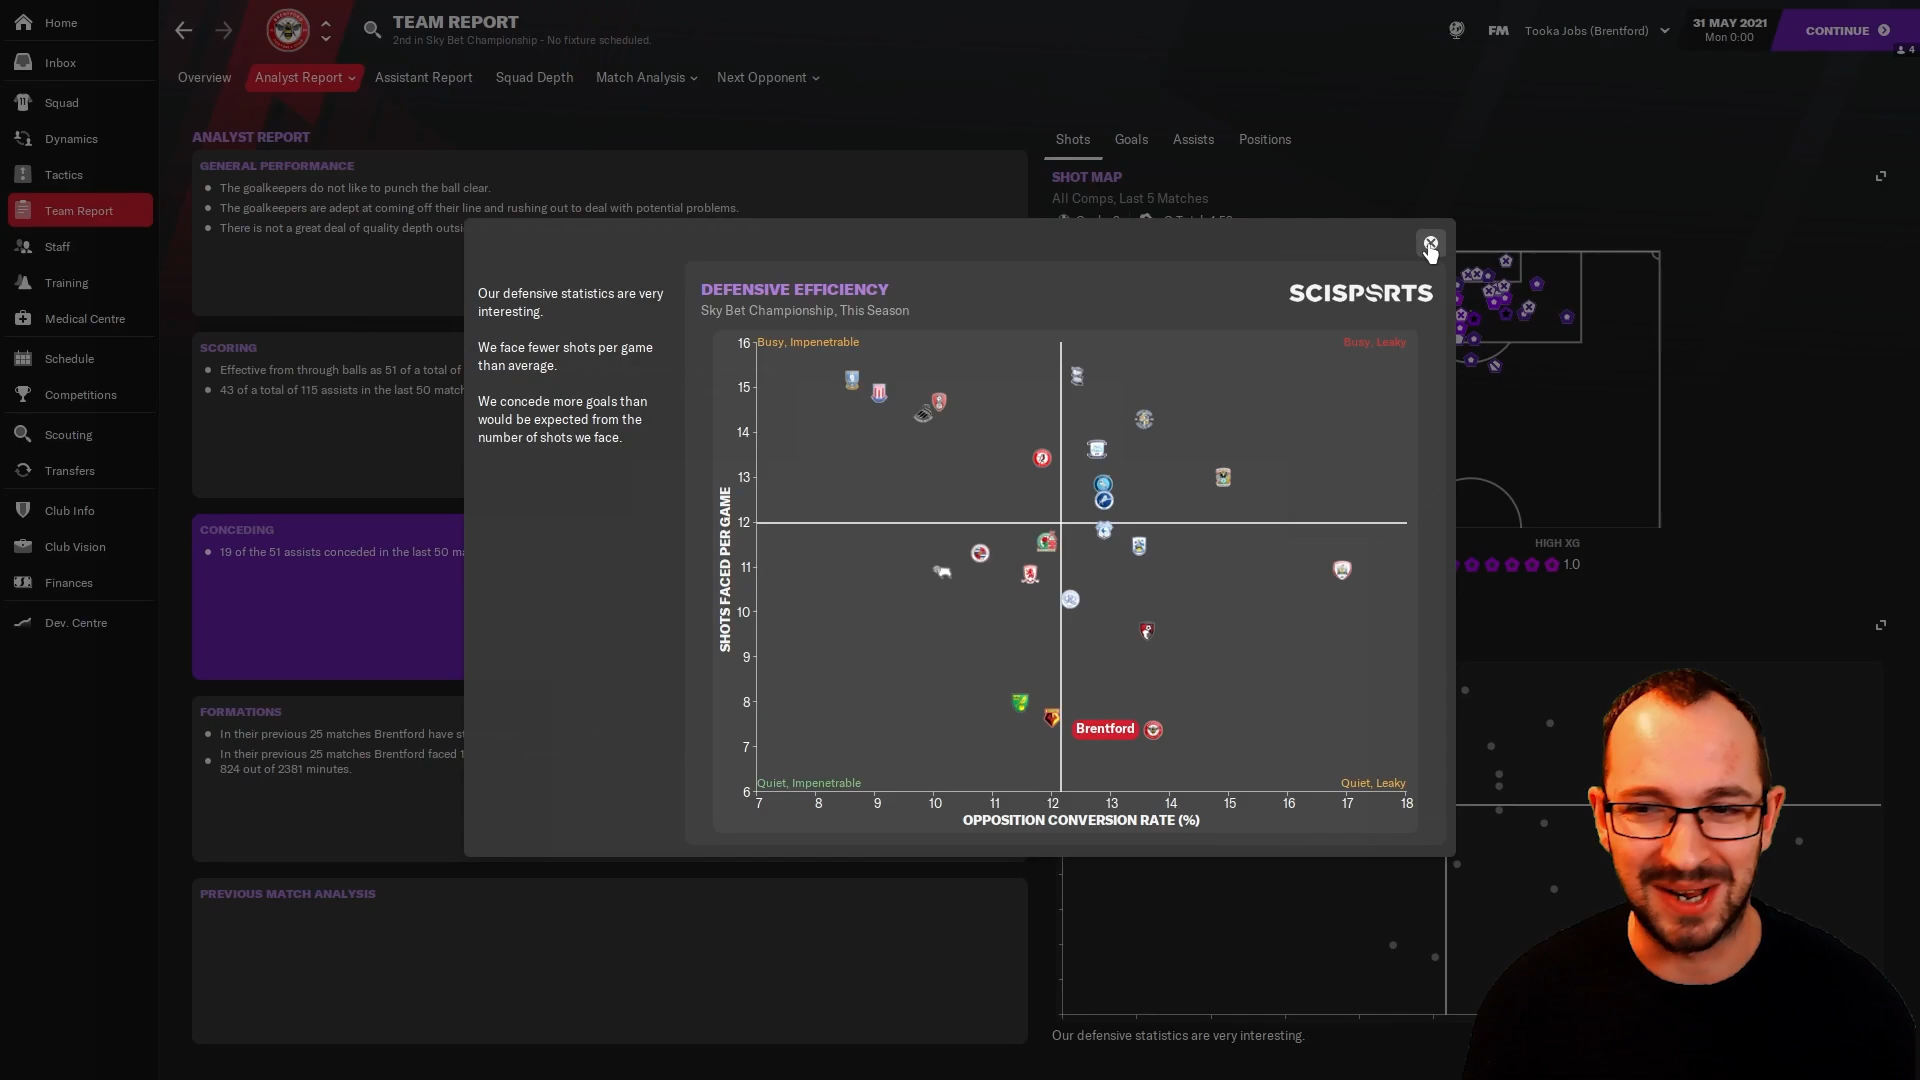 Home
Inbox
Squad
Dynamics
Tactics
Team Report
Staff
Training
Medical Centre
Schedule
Competitions
Scouting
Transfers
Club Info
Club Vision
Finances
Dev. Centre
TEAM REPORT
2nd in Sky Bet Championship - No fixture scheduled.
FM
Tooka Jobs (Brentford)
31 MAY 2021
Mon 0:00
CONTINUE
4
Overview
Analyst Report
Assistant Report
Squad Depth
Match Analysis
Next Opponent
ANALYST REPORT
GENERAL PERFORMANCE
The goalkeepers do not like to punch the ball clear.
The goalkeepers are adept at coming off their line and rushing out to deal with potential problems.
There is not a great deal of quality depth outsi
SCORING
Effective from through balls as 51 of a total of
43 of a total of 115 assists in the last 50 match
CONCEDING
19 of the 51 assists conceded in the last 50 ma
FORMATIONS
In their previous 25 matches Brentford have st
In their previous 25 matches Brentford faced 1
824 out of 2381 minutes.
PREVIOUS MATCH ANALYSIS
Shots
Goals
Assists
Positions
SHOT MAP
All Comps, Last 5 Matches
HIGH XG
1.0
Our defensive statistics are very interesting.
Our defensive statistics are very
interesting.
We face fewer shots per game
than average.
We concede more goals than
would be expected from the
number of shots we face.
DEFENSIVE EFFICIENCY
Sky Bet Championship, This Season
SCISPORTS
Busy, Impenetrable
Busy, Leaky
16
15
14
13
12
11
10
9
8
7
6
SHOTS FACED PER GAME
Brentford
Quiet, Impenetrable
Quiet, Leaky
7 8 9 10 11 12 13 14 15 16 17 18
OPPOSITION CONVERSION RATE (%)